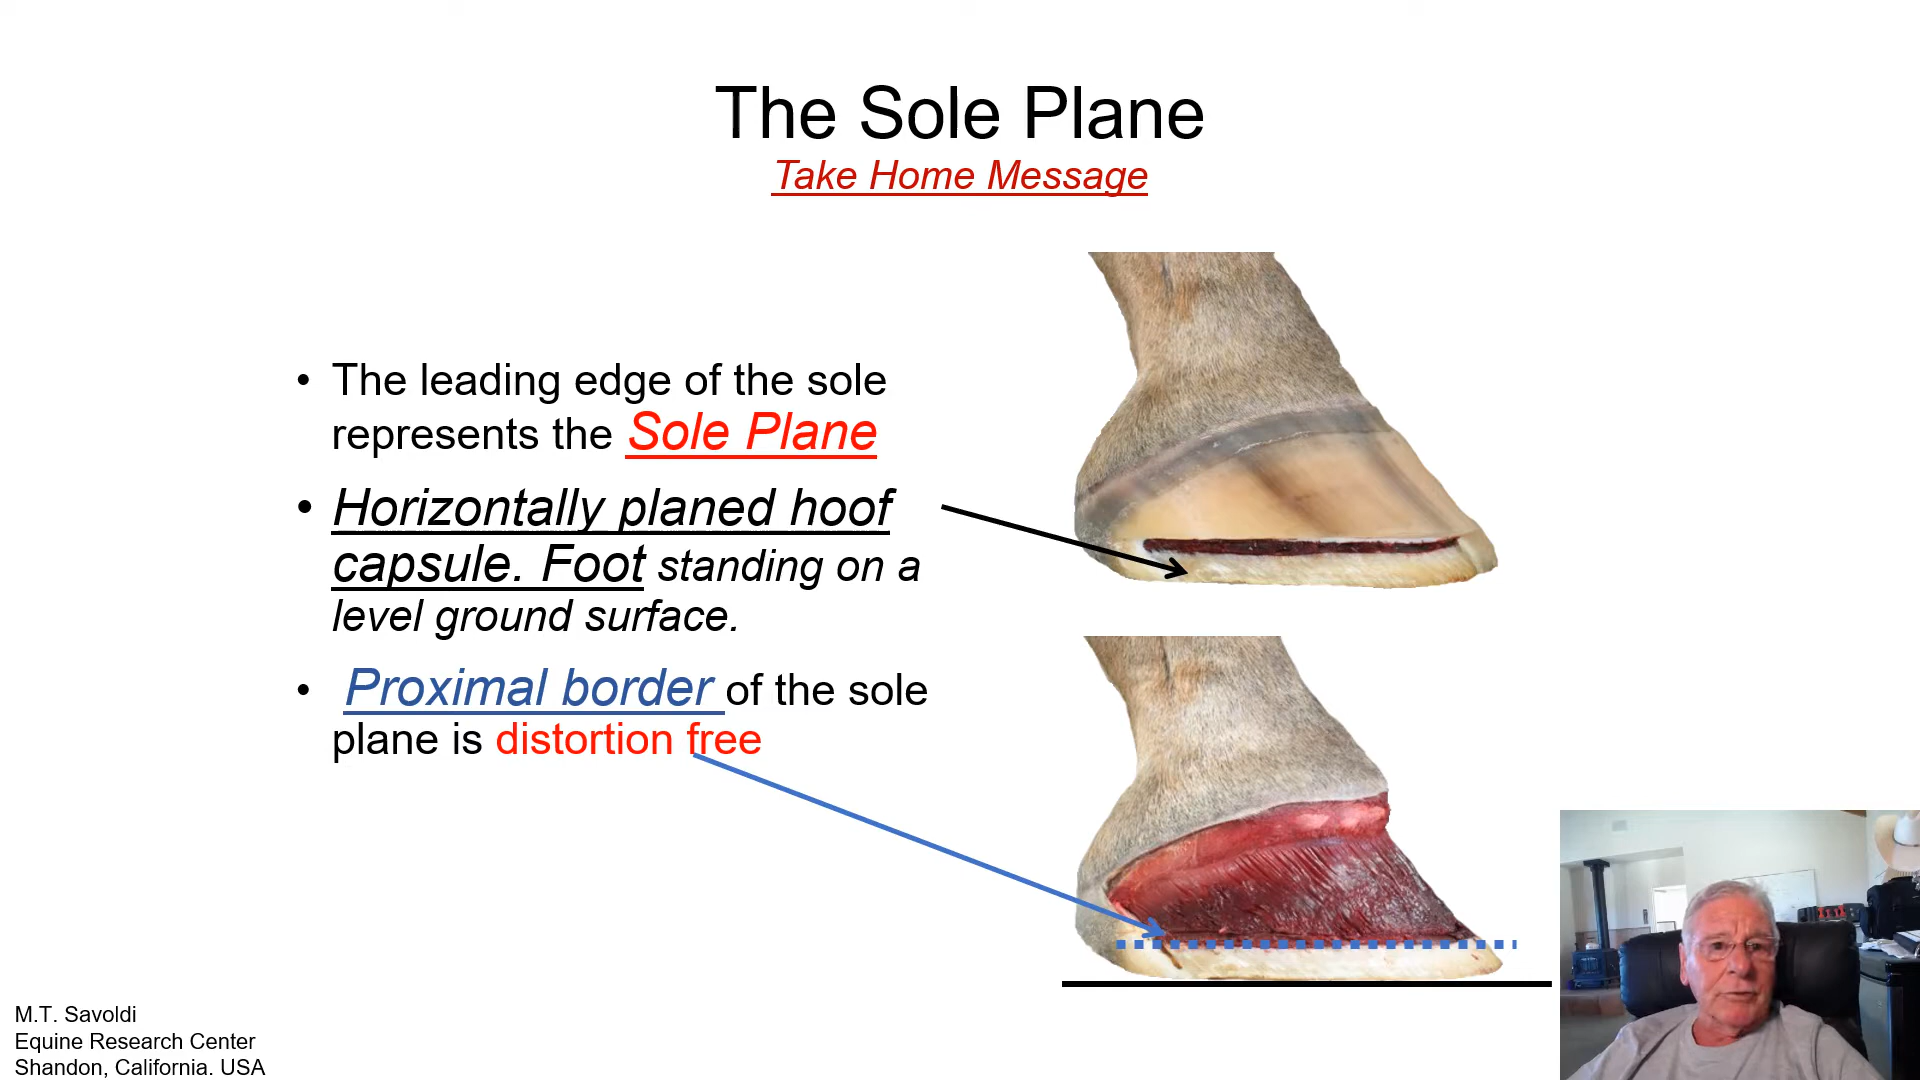 The Sole Plane
Take Home Message
• The leading edge of the sole
represents the Sole Plane
• Horizontally planed hoof
capsule. Foot standing on a
level ground surface.
• Proximal border of the sole
plane is distortion free
M.T. Savoldi
Equine Research Center
Shandon, California. USA